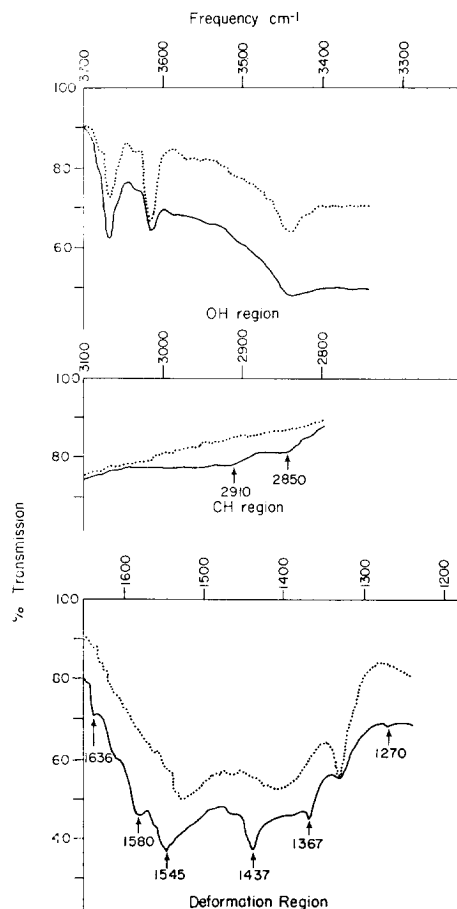 Frequency cm⁻¹
3700 3600 3500 3400 3300
100
80
60
OH region
3100 3000 2900 2800
100
80
2910 2850
CH region
% Transmission
1600 1500 1400 1300 1200
100
80
60
40
1636
1580
1545
1437
1367
1270
Deformation Region